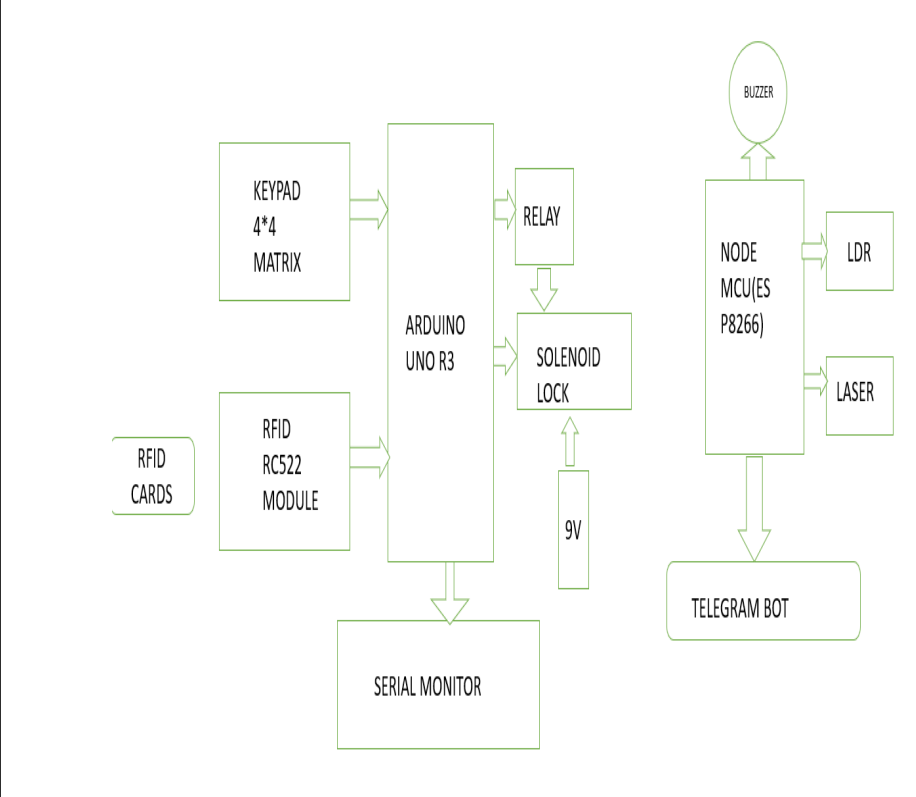 BUZZER
KEYPAD
4*4
MATRIX
RELAY
NODE
MCU(ES
P8266)
LDR
ARDUINO
UNO R3
SOLENOID
LOCK
LASER
RFID
RC522
MODULE
RFID
CARDS
9V
TELEGRAM BOT
SERIAL MONITOR